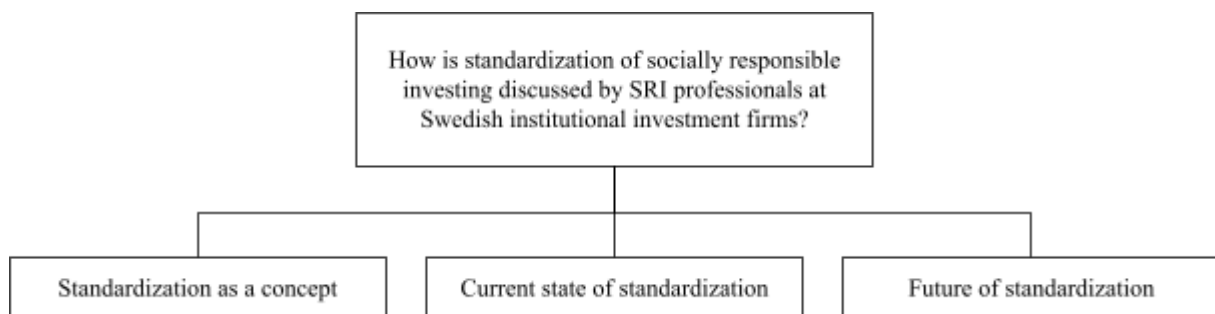 How is standardization of socially responsible
investing discussed by SRI professionals at
Swedish institutional investment firms?
Standardization as a concept
Current state of standardization
Future of standardization